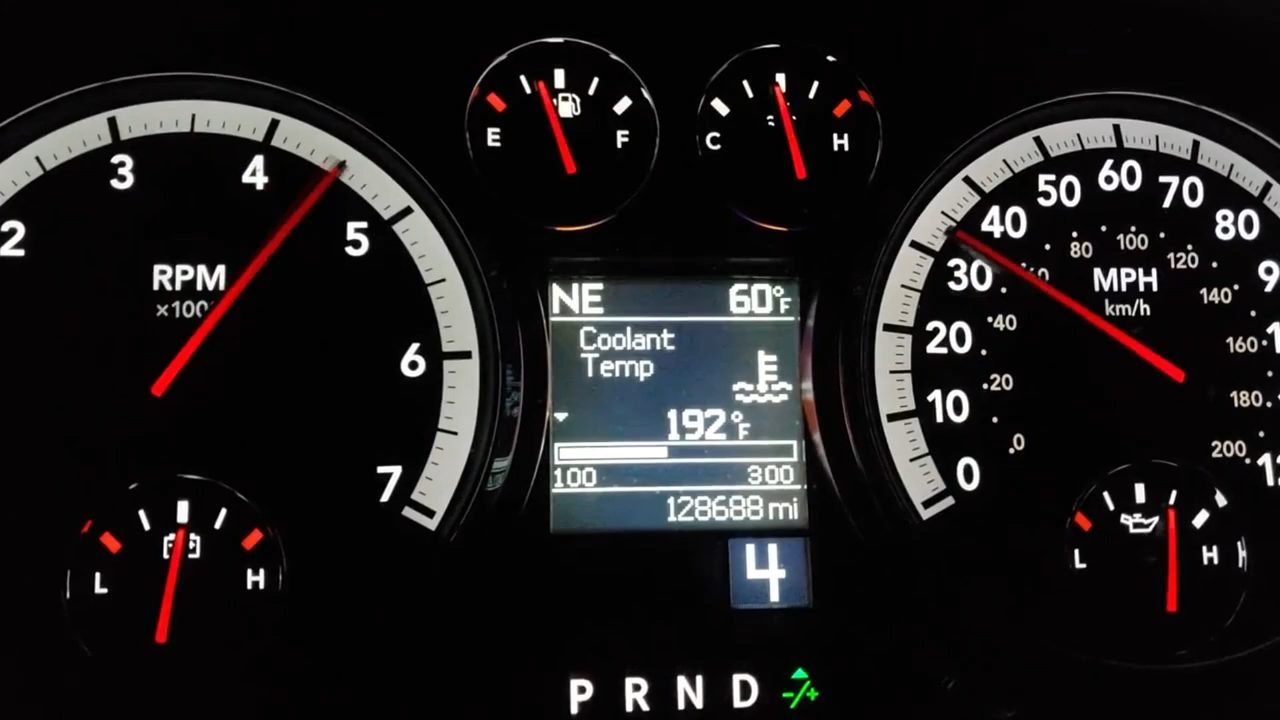 2 3 4 5 6 7
RPM
E F
C H
0 10 20 30 40 50 60 70 80
MPH
km/h
0 20 40 80 100 120 140 160 180 200
NE 60°F
Coolant
Temp
192°F
100 300
128688 mi
4
L H
L H
P R N D -/+